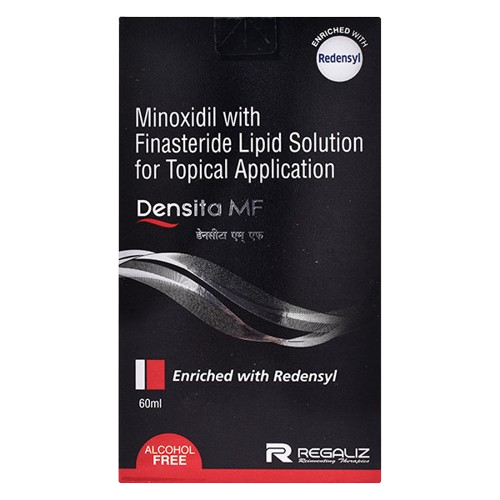 ENRICHED WITH
Redensyl
Minoxidil with
Finasteride Lipid Solution
for Topical Application
Densita MF
डेनसीटा एम् एफ
Enriched with Redensyl
60ml
ALCOHOL
FREE
R REGALIZ
Reinventing Therapies